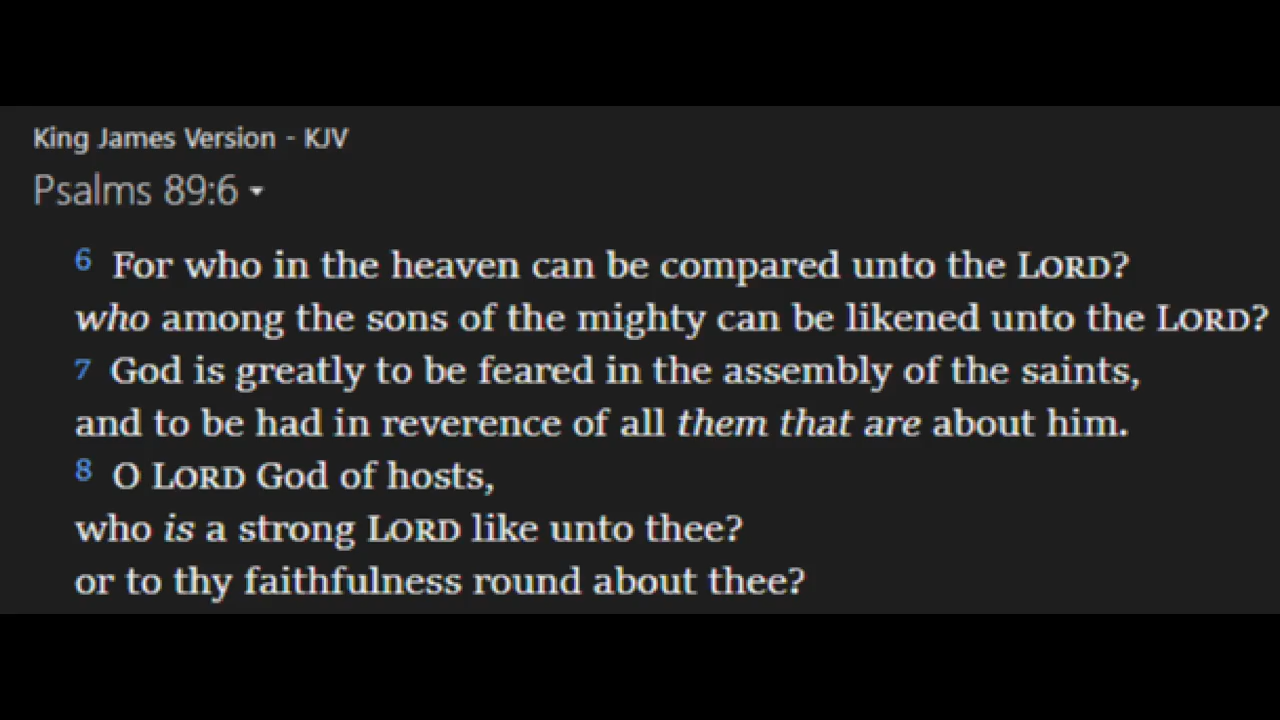 King James Version - KJV
Psalms 89:6
6 For who in the heaven can be compared unto the LORD?
who among the sons of the mighty can be likened unto the LORD?
7 God is greatly to be feared in the assembly of the saints,
and to be had in reverence of all them that are about him.
8 O LORD God of hosts,
who is a strong LORD like unto thee?
or to thy faithfulness round about thee?